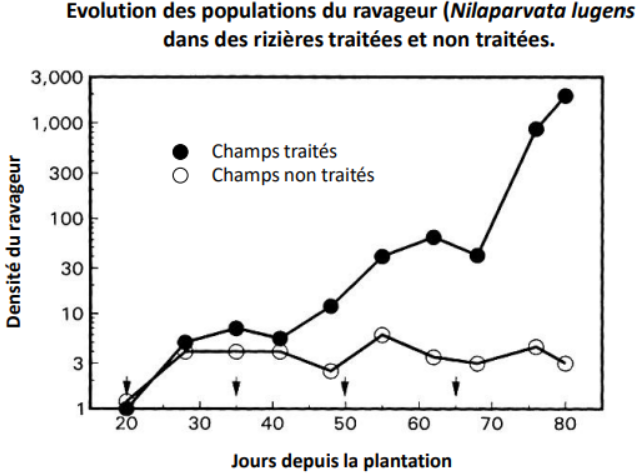 Evolution des populations du ravageur (Nilaparvata lugens
dans des rizières traitées et non traitées.
3,000
1,000
300
100
30
10
3
1
Densité du ravageur
Champs traités
Champs non traités
20 30 40 50 60 70 80
Jours depuis la plantation